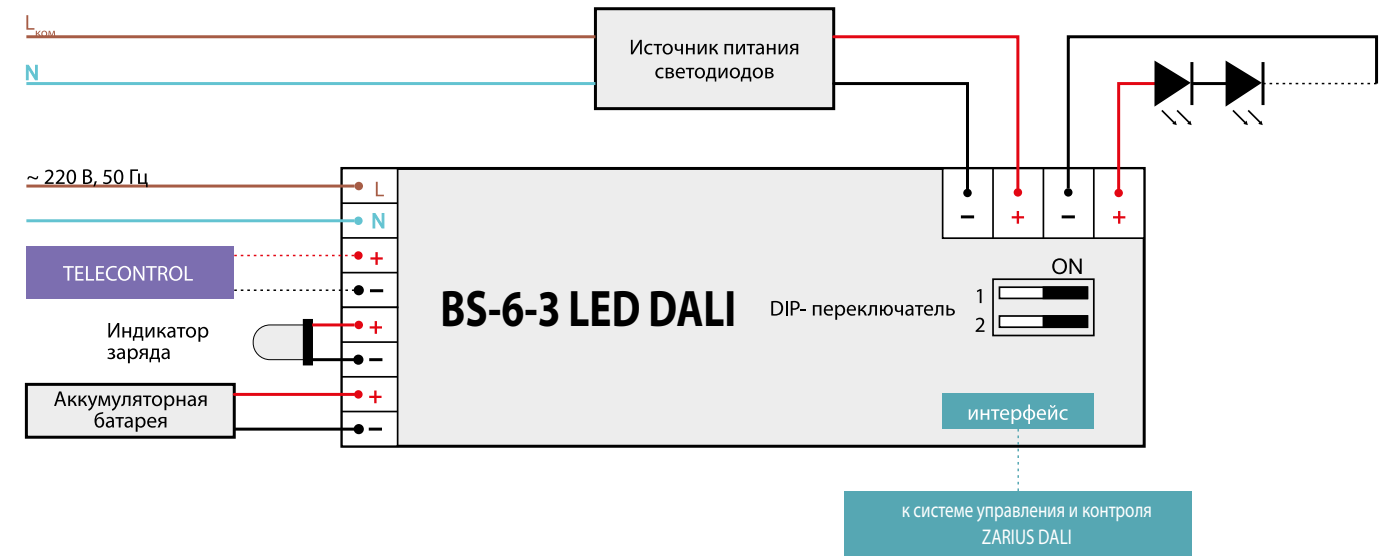 Lком
N
Источник питания
светодиодов
~ 220 В, 50 Гц
L
N
+
−
+
−
+
−
− + − +
TELECONTROL
Индикатор
заряда
Аккумуляторная
батарея
BS-6-3 LED DALI
DIP- переключатель
ON
1
2
интерфейс
к системе управления и контроля
ZARIUS DALI